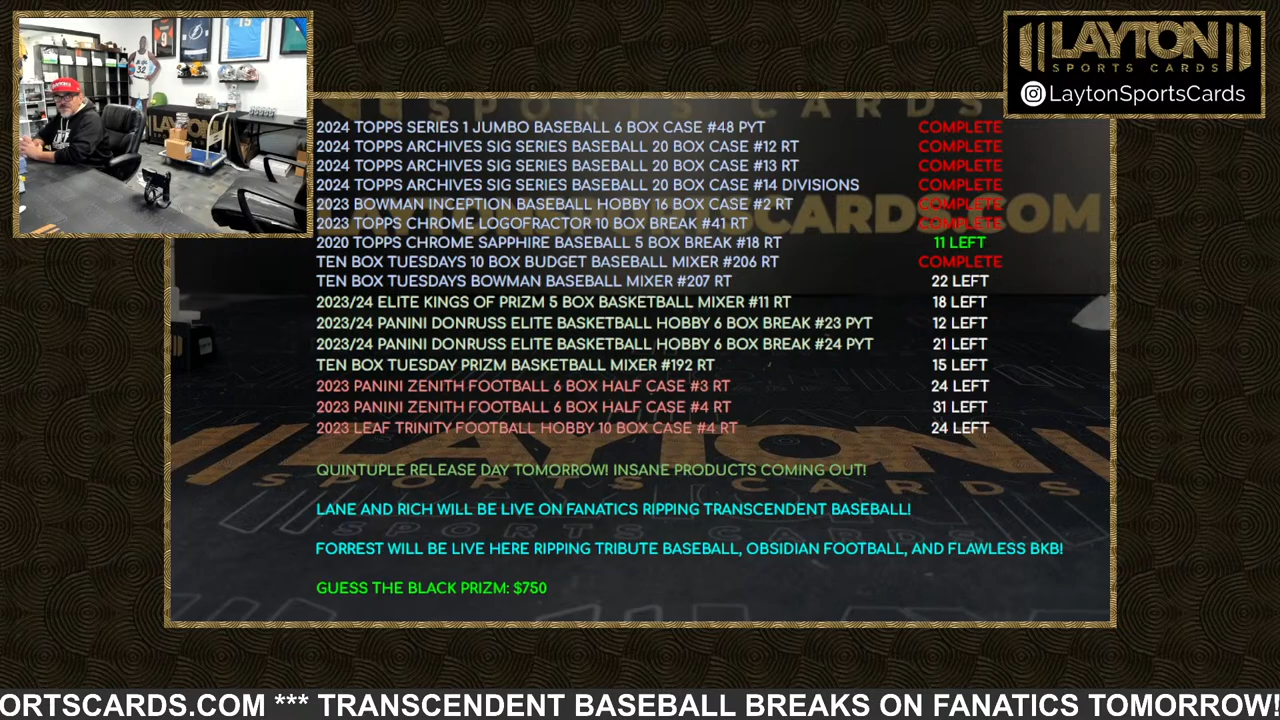 LAYTON
SPORTS CARDS
LaytonSportsCards
SPORTS CARDS
2024 TOPPS SERIES 1 JUMBO BASEBALL 6 BOX CASE #48 PYT COMPLETE
2024 TOPPS ARCHIVES SIG SERIES BASEBALL 20 BOX CASE #12 RT COMPLETE
2024 TOPPS ARCHIVES SIG SERIES BASEBALL 20 BOX CASE #13 RT COMPLETE
2024 TOPPS ARCHIVES SIG SERIES BASEBALL 20 BOX CASE #14 DIVISIONS COMPLETE
2023 BOWMAN INCEPTION BASEBALL HOBBY 16 BOX CASE #2 RT COMPLETE
CARDS.COM
2023 TOPPS CHROME LOGOFRACTOR 10 BOX BREAK #41 RT COMPLETE
2020 TOPPS CHROME SAPPHIRE BASEBALL 5 BOX BREAK #18 RT 11 LEFT
TEN BOX TUESDAYS 10 BOX BUDGET BASEBALL MIXER #206 RT COMPLETE
TEN BOX TUESDAYS BOWMAN BASEBALL MIXER #207 RT 22 LEFT
2023/24 ELITE KINGS OF PRIZM 5 BOX BASKETBALL MIXER #11 RT 18 LEFT
2023/24 PANINI DONRUSS ELITE BASKETBALL HOBBY 6 BOX BREAK #23 PYT 12 LEFT
2023/24 PANINI DONRUSS ELITE BASKETBALL HOBBY 6 BOX BREAK #24 PYT 21 LEFT
TEN BOX TUESDAY PRIZM BASKETBALL MIXER #192 RT 15 LEFT
2023 PANINI ZENITH FOOTBALL 6 BOX HALF CASE #3 RT 24 LEFT
2023 PANINI ZENITH FOOTBALL 6 BOX HALF CASE #4 RT 31 LEFT
2023 LEAF TRINITY FOOTBALL HOBBY 10 BOX CASE #4 RT 24 LEFT
LAYTON
SPORTS CARDS
QUINTUPLE RELEASE DAY TOMORROW! INSANE PRODUCTS COMING OUT!
LANE AND RICH WILL BE LIVE ON FANATICS RIPPING TRANSCENDENT BASEBALL!
FORREST WILL BE LIVE HERE RIPPING TRIBUTE BASEBALL, OBSIDIAN FOOTBALL, AND FLAWLESS BKB!
GUESS THE BLACK PRIZM: $750
ORTSCARDS.COM *** TRANSCENDENT BASEBALL BREAKS ON FANATICS TOMORROW!